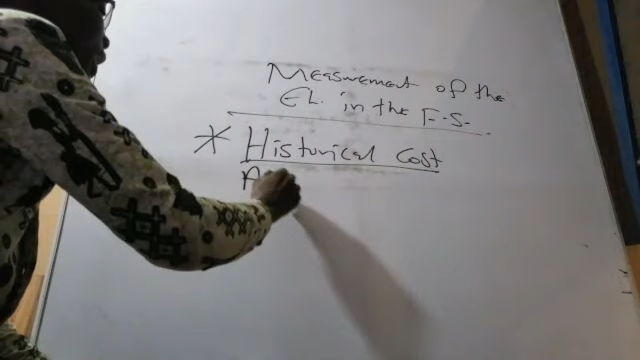 Measurement of the
EL. in the F.S.
* Historical Cost
A